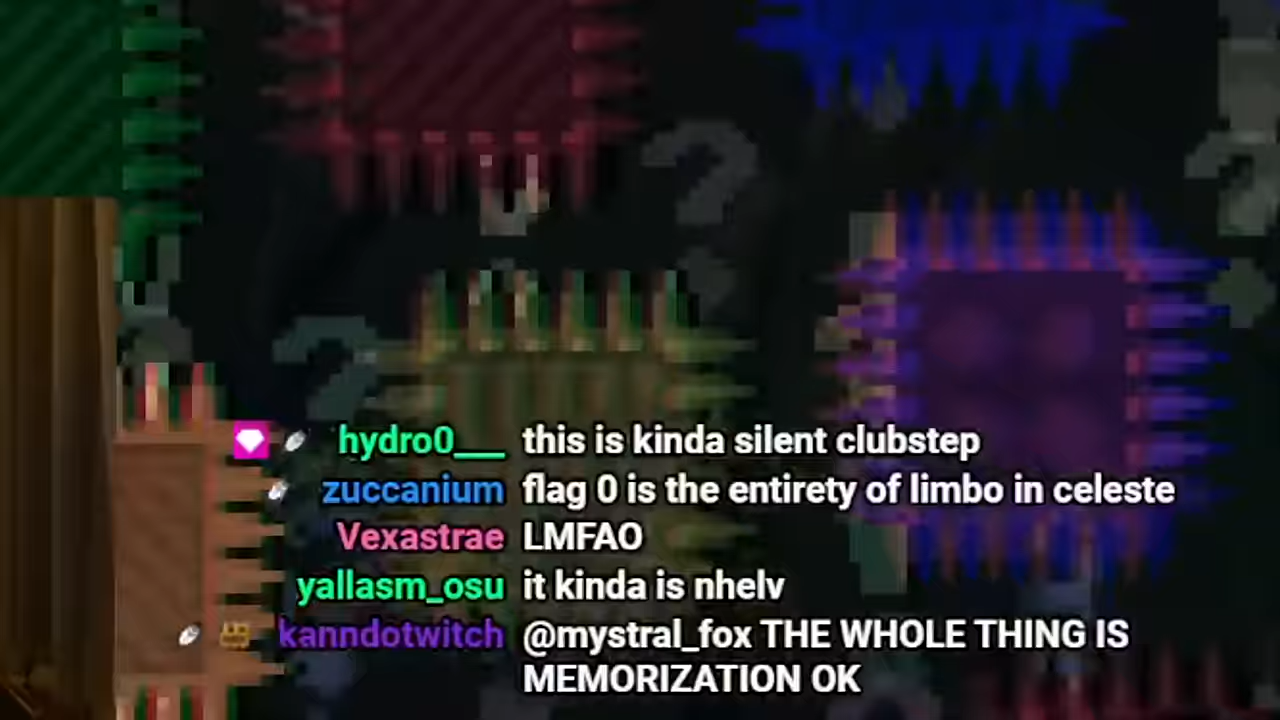 hydro0___ this is kinda silent clubstep
zuccanium flag 0 is the entirety of limbo in celeste
Vexastrae LMFAO
yallasm_osu it kinda is nhelv
kanndotwitch @mystral_fox THE WHOLE THING IS
MEMORIZATION OK